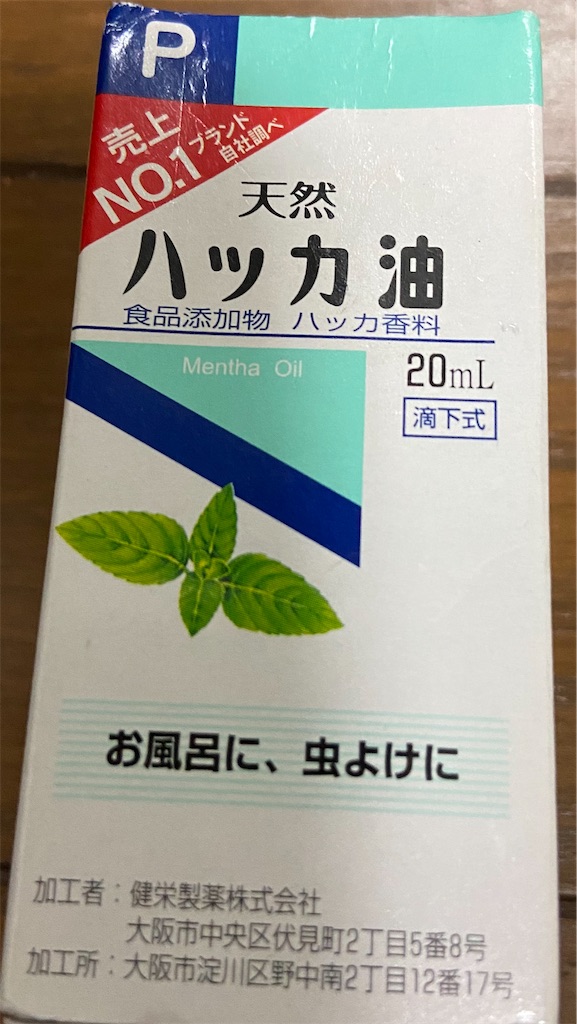 P
売上
NO.1
ブランド
自社調べ
天然
ハッカ油
食品添加物 ハッカ香料
Mentha Oil
20mL
滴下式
お風呂に、虫よけに
加工者：健栄製薬株式会社
大阪市中央区伏見町2丁目5番8号
加工所：大阪市淀川区野中南2丁目12番17号